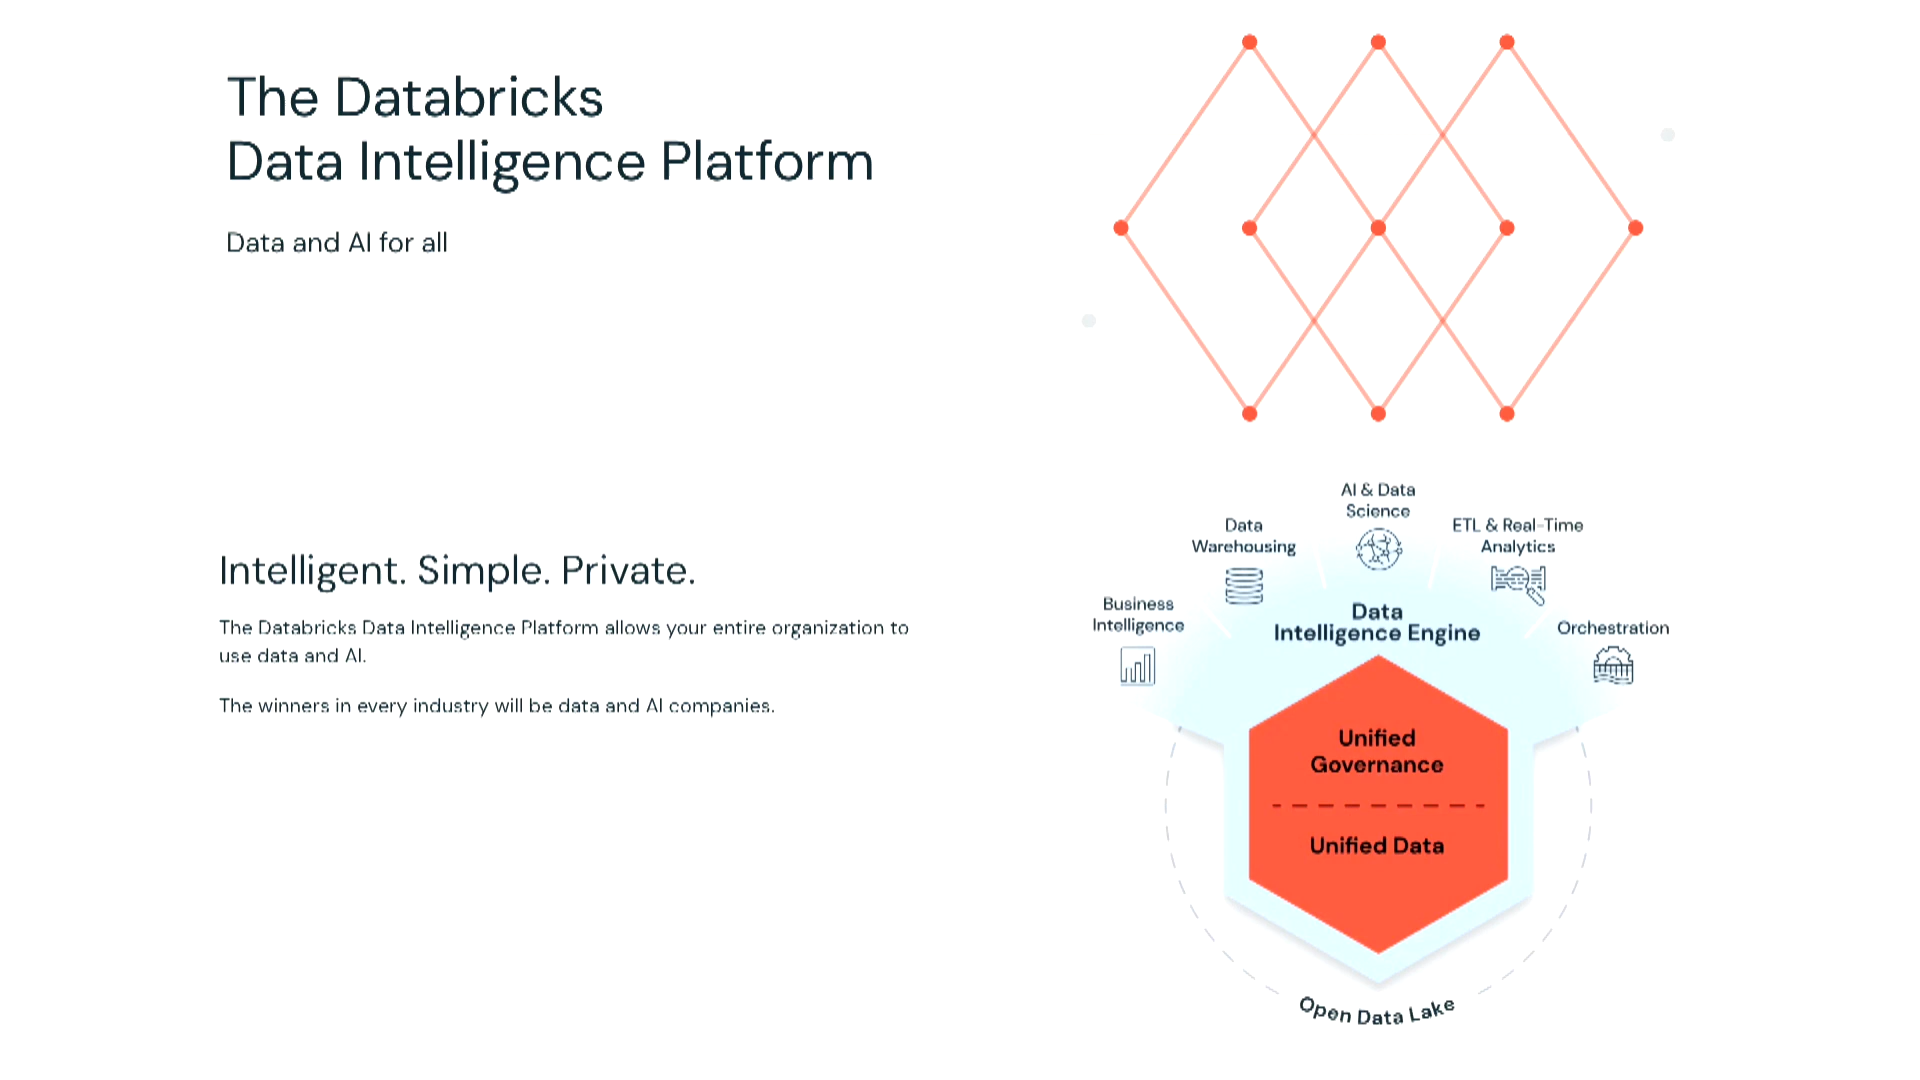 The Databricks
Data Intelligence Platform
Data and AI for all
Intelligent. Simple. Private.
The Databricks Data Intelligence Platform allows your entire organization to
use data and AI.
The winners in every industry will be data and AI companies.
AI & Data
Science
Data
Warehousing
ETL & Real-Time
Analytics
Business
Intelligence
Data
Intelligence Engine
Orchestration
Unified
Governance
Unified Data
Open Data Lake